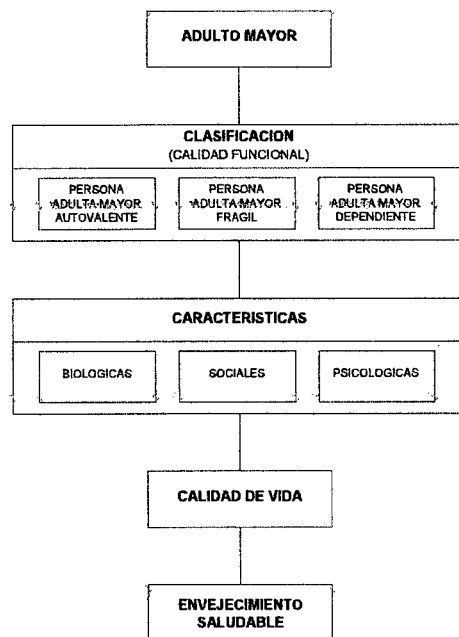 ADULTO MAYOR
CLASIFICACION
(CALIDAD FUNCIONAL)
PERSONA
ADULTA MAYOR
AUTOVALENTE
PERSONA
ADULTA MAYOR
FRAGIL
PERSONA
ADULTA MAYOR
DEPENDIENTE
CARACTERISTICAS
BIOLOGICAS
SOCIALES
PSICOLOGICAS
CALIDAD DE VIDA
ENVEJECIMIENTO
SALUDABLE